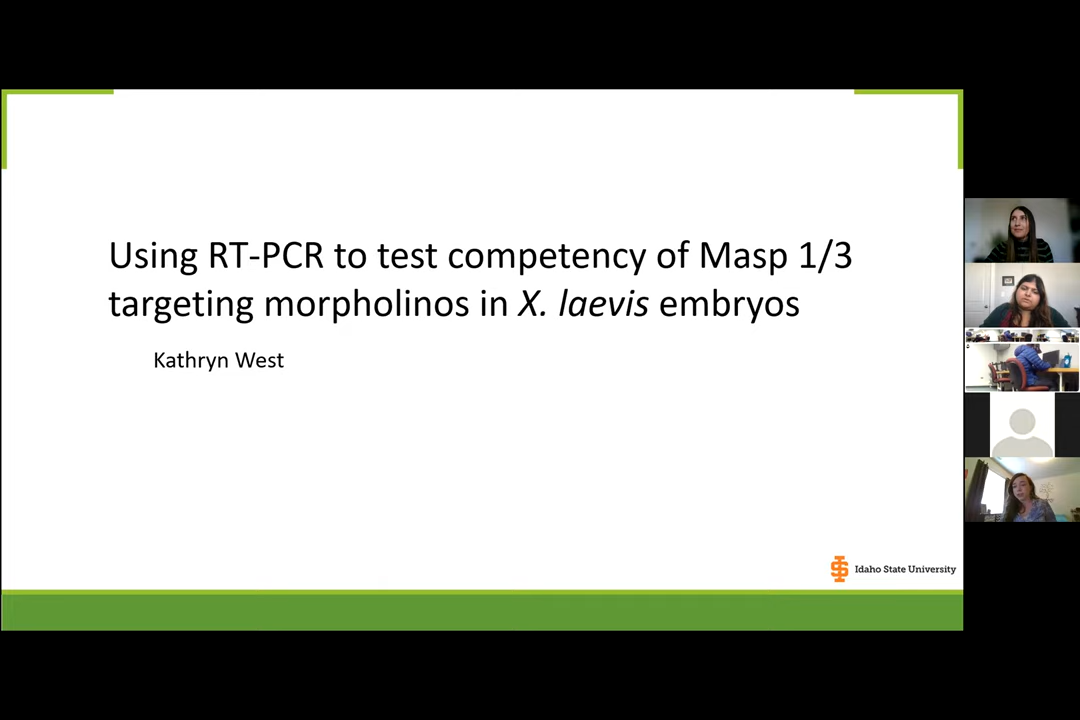 Using RT-PCR to test competency of Masp 1/3
targeting morpholinos in X. laevis embryos
Kathryn West
Idaho State University